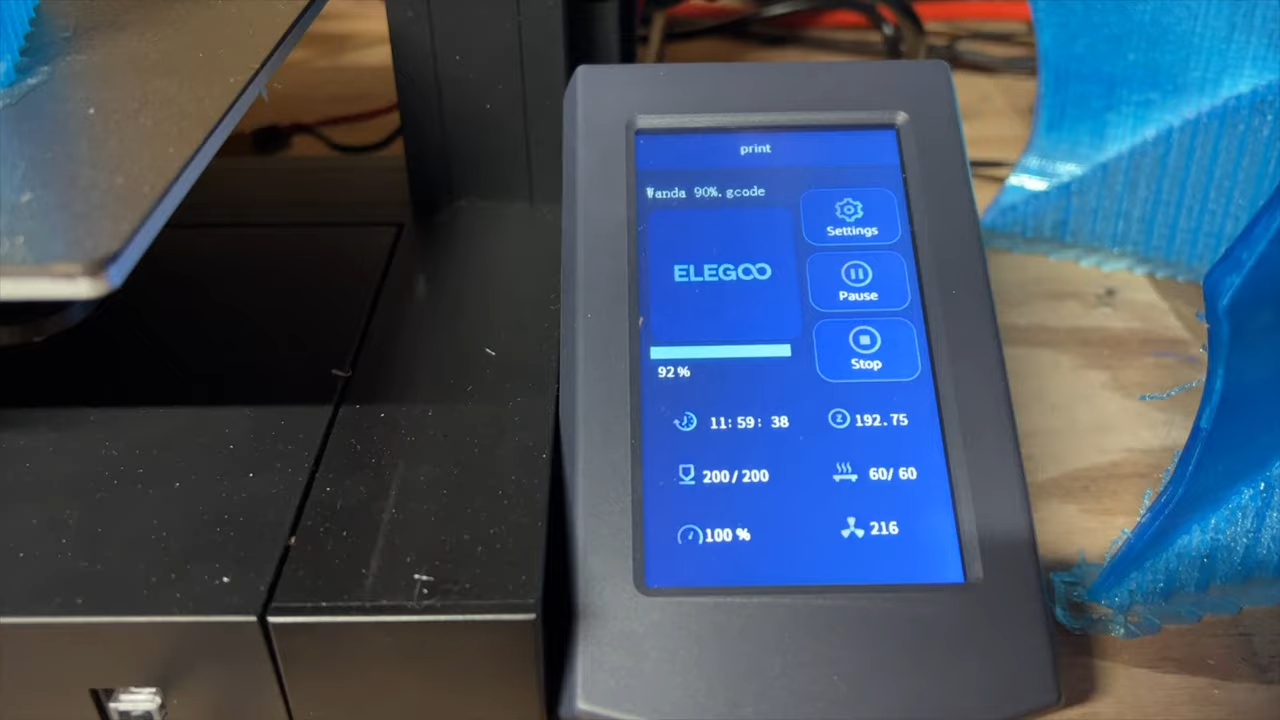 print
Wanda 90%.gcode
Settings
ELEGOO
Pause
Stop
92%
11:59:38
Z 192.75
200/200
60/60
100%
216